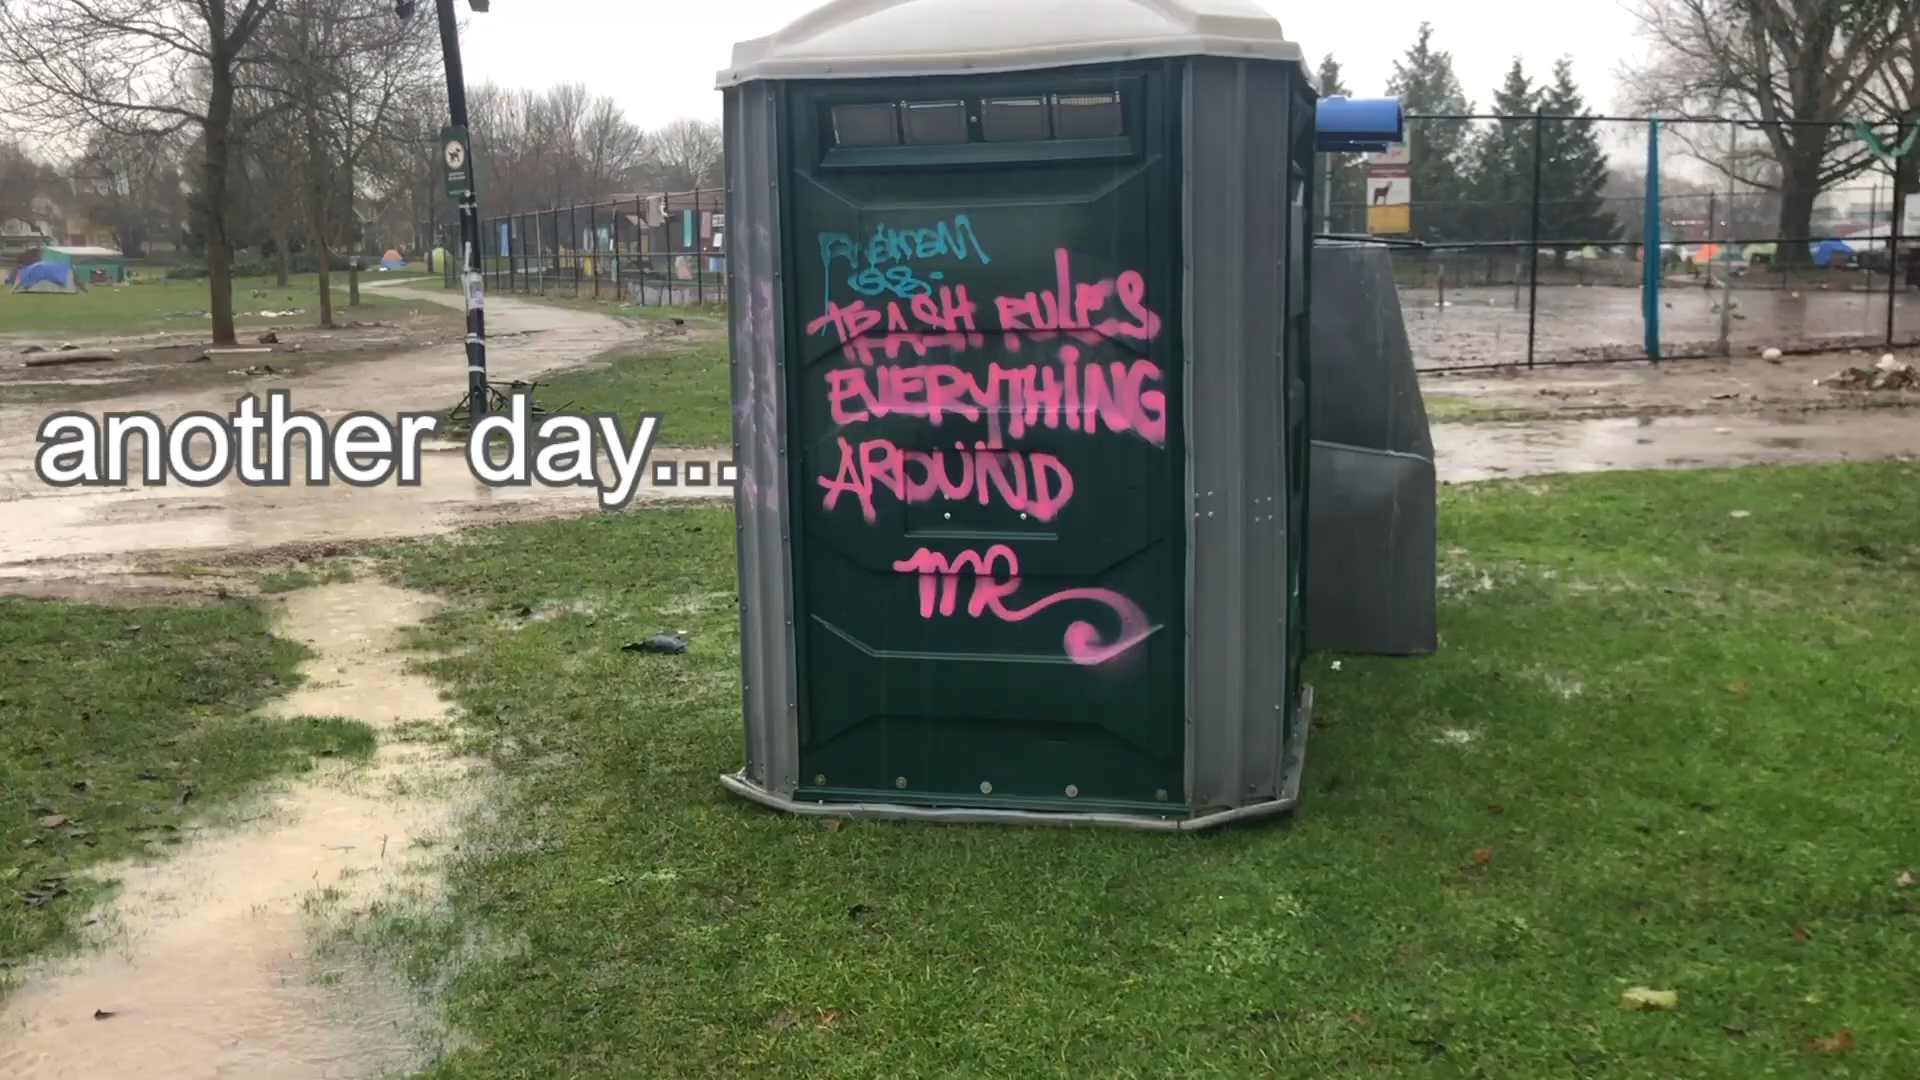 another day...
TRASH RULES
EVERYTHING
AROUND
me